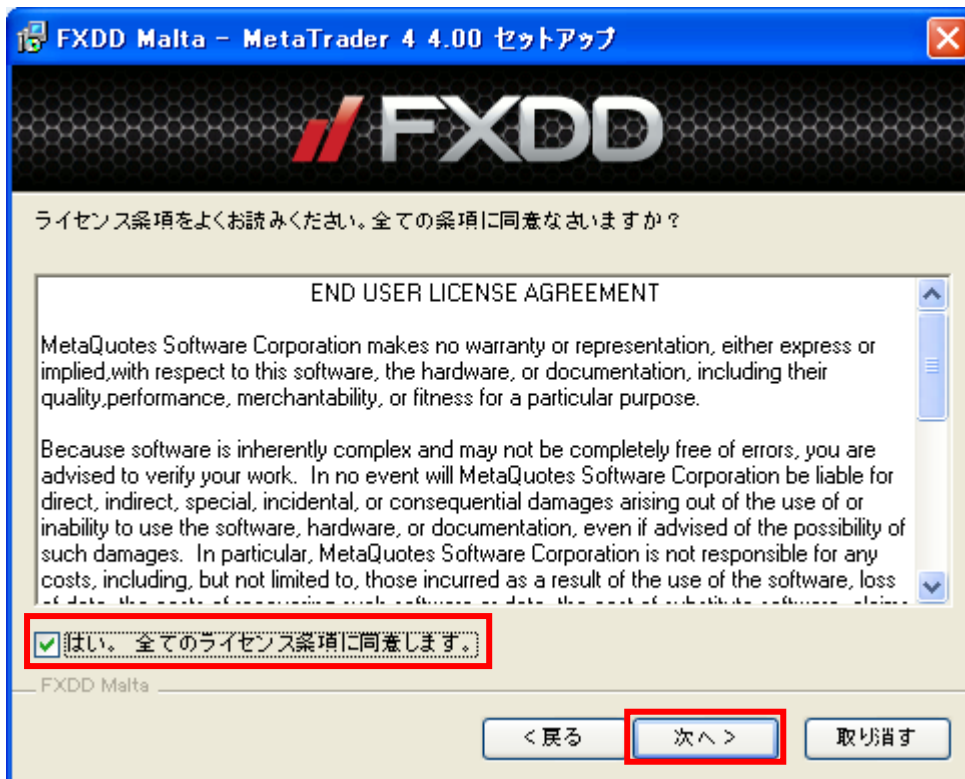 FXDD Malta - MetaTrader 4 4.00 セットアップ
FXDD
ライセンス条項をよくお読みください。全ての条項に同意なさいますか？
END USER LICENSE AGREEMENT
MetaQuotes Software Corporation makes no warranty or representation, either express or
implied,with respect to this software, the hardware, or documentation, including their
quality,performance, merchantability, or fitness for a particular purpose.
Because software is inherently complex and may not be completely free of errors, you are
advised to verify your work.  In no event will MetaQuotes Software Corporation be liable for
direct, indirect, special, incidental, or consequential damages arising out of the use of or
inability to use the software, hardware, or documentation, even if advised of the possibility of
such damages.  In particular, MetaQuotes Software Corporation is not responsible for any
costs, including, but not limited to, those incurred as a result of the use of the software, loss
はい。 全てのライセンス条項に同意します。
FXDD Malta
< 戻る
次へ >
取り消す